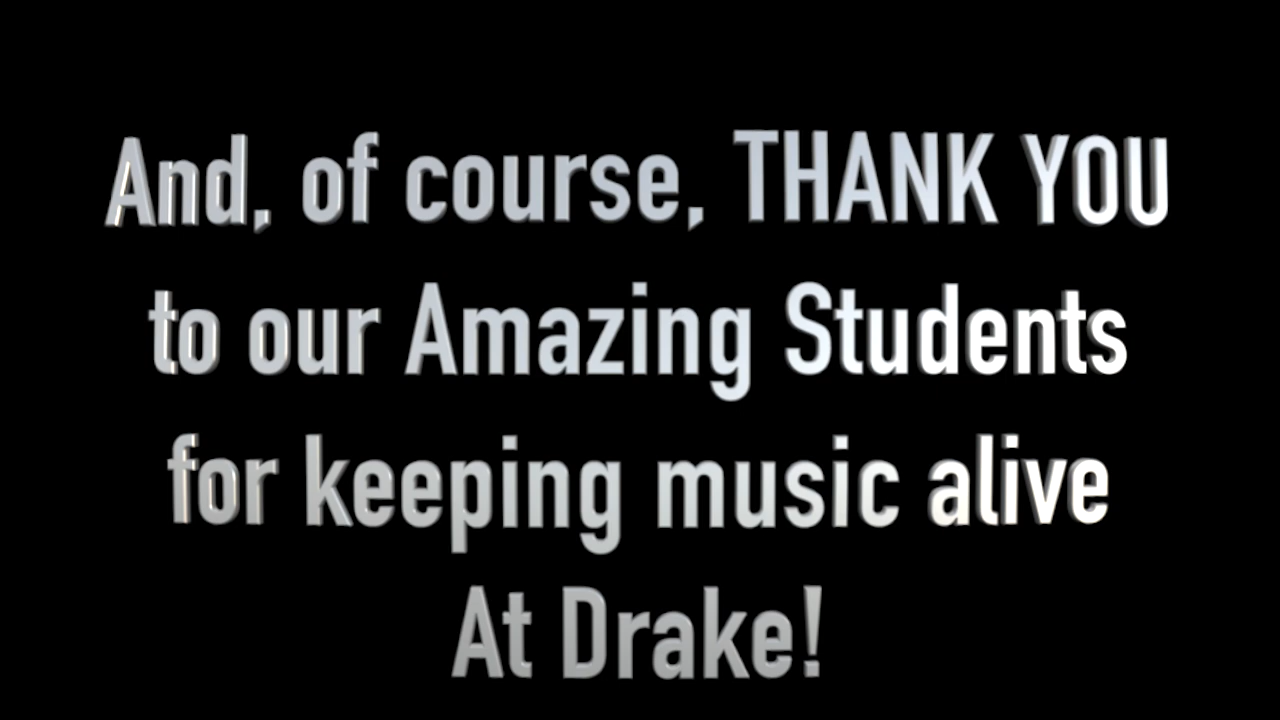 And, of course, THANK YOU
to our Amazing Students
for keeping music alive
At Drake!